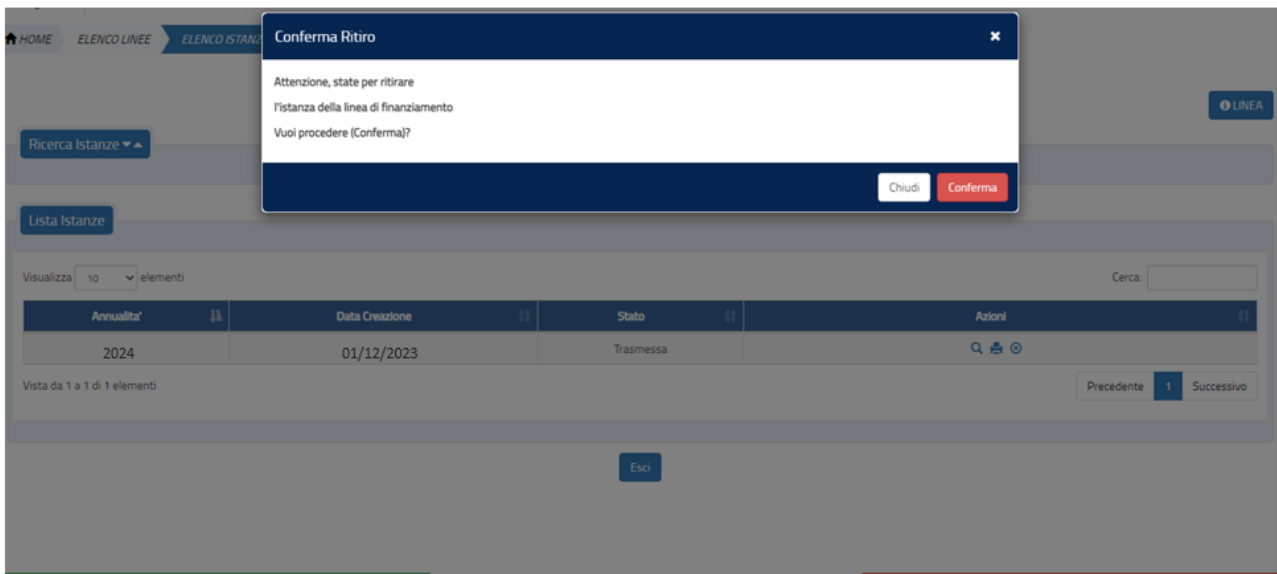 HOME ELENCO LINEE ELENCO ISTANZ
Conferma Ritiro
Attenzione, state per ritirare
l'istanza della linea di finanziamento
Vuoi procedere (Conferma)?
Chiudi Conferma
LINEA
Ricerca Istanze
Lista Istanze
Visualizza 10 elementi Cerca:
Annualita' Data Creazione Stato Azioni
2024 01/12/2023 Trasmessa
Vista da 1 a 1 di 1 elementi Precedente 1 Successivo
Esci